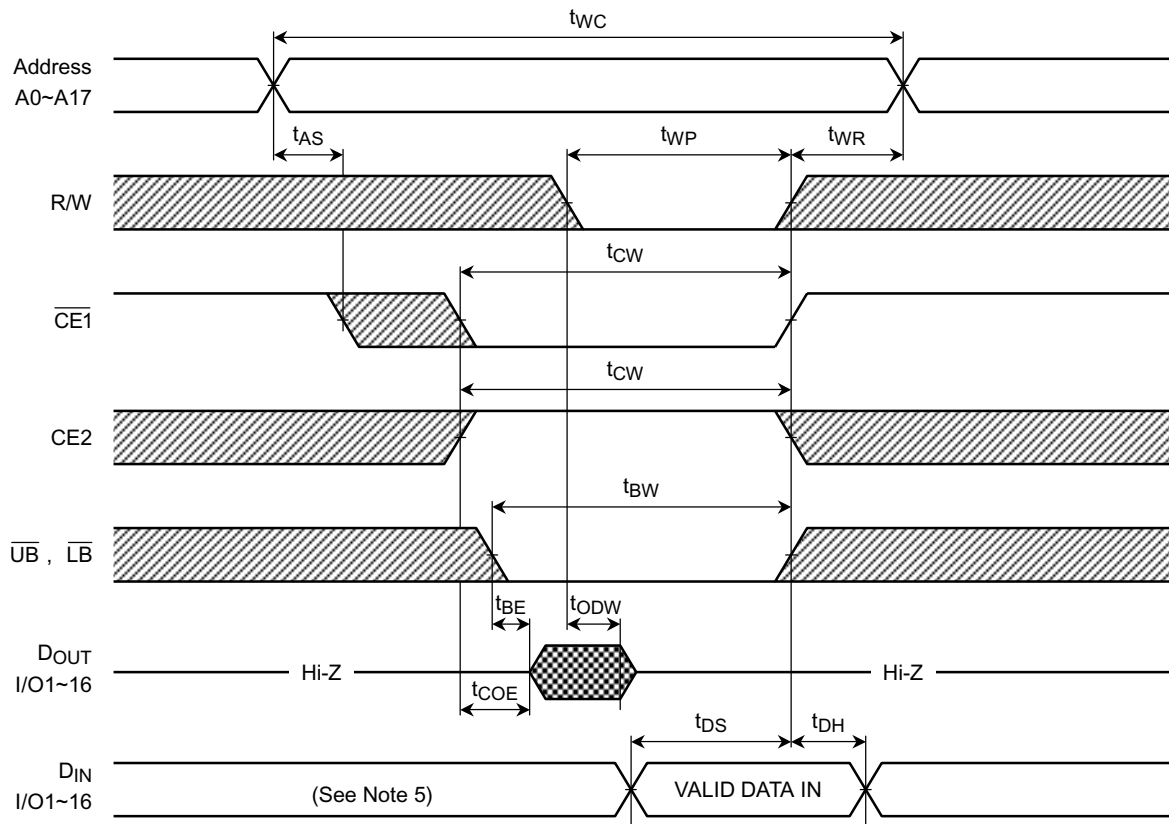 tWC
Address
A0~A17
tAS
tWP
tWR
R/W
tCW
CE1
tCW
CE2
tBW
UB , LB
tBE
tODW
DOUT
I/O1~16
Hi-Z
Hi-Z
tCOE
tDS
tDH
DIN
I/O1~16
(See Note 5)
VALID DATA IN